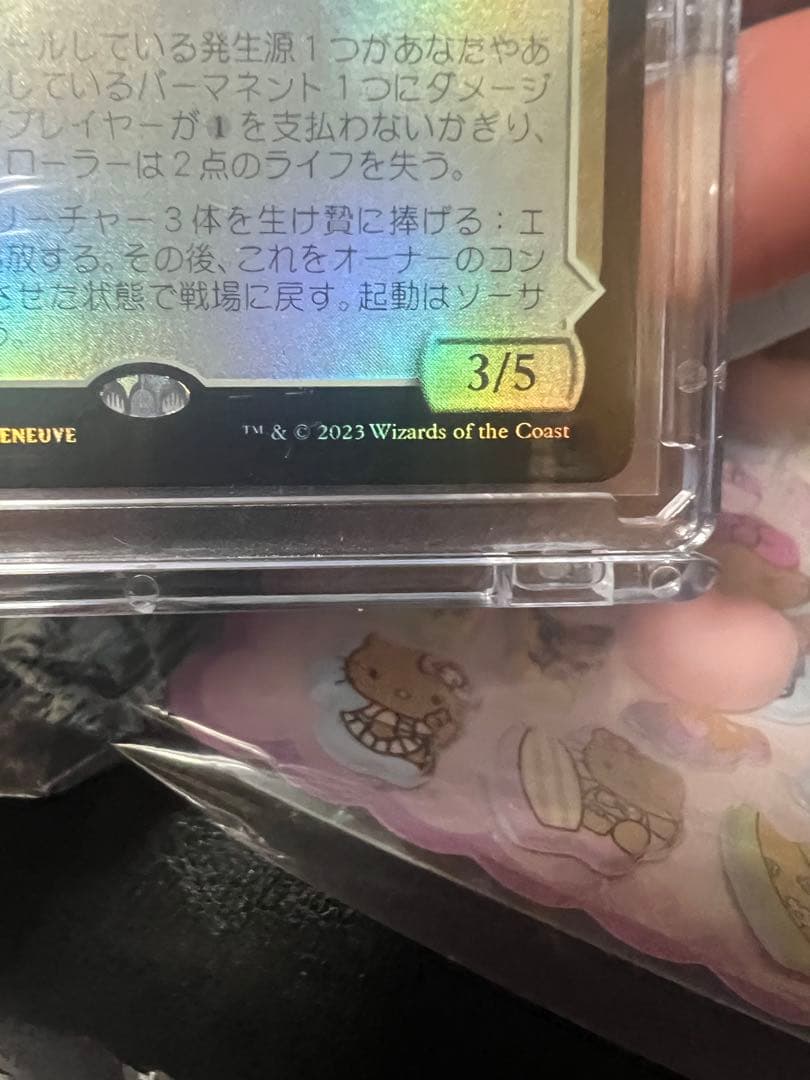 ールしている発生源1つがあなたやあ
しているパーマネント1つにダメージ
プレイヤーが1を支払わないかぎり、
ローラーは2点のライフを失う。
リーチャー3体を生け贄に捧げる:エ
放する。その後、これをオーナーのコン
させた状態で戦場に戻す。起動はソーサ
う。
3/5
ENEUVE
™ & © 2023 Wizards of the Coast